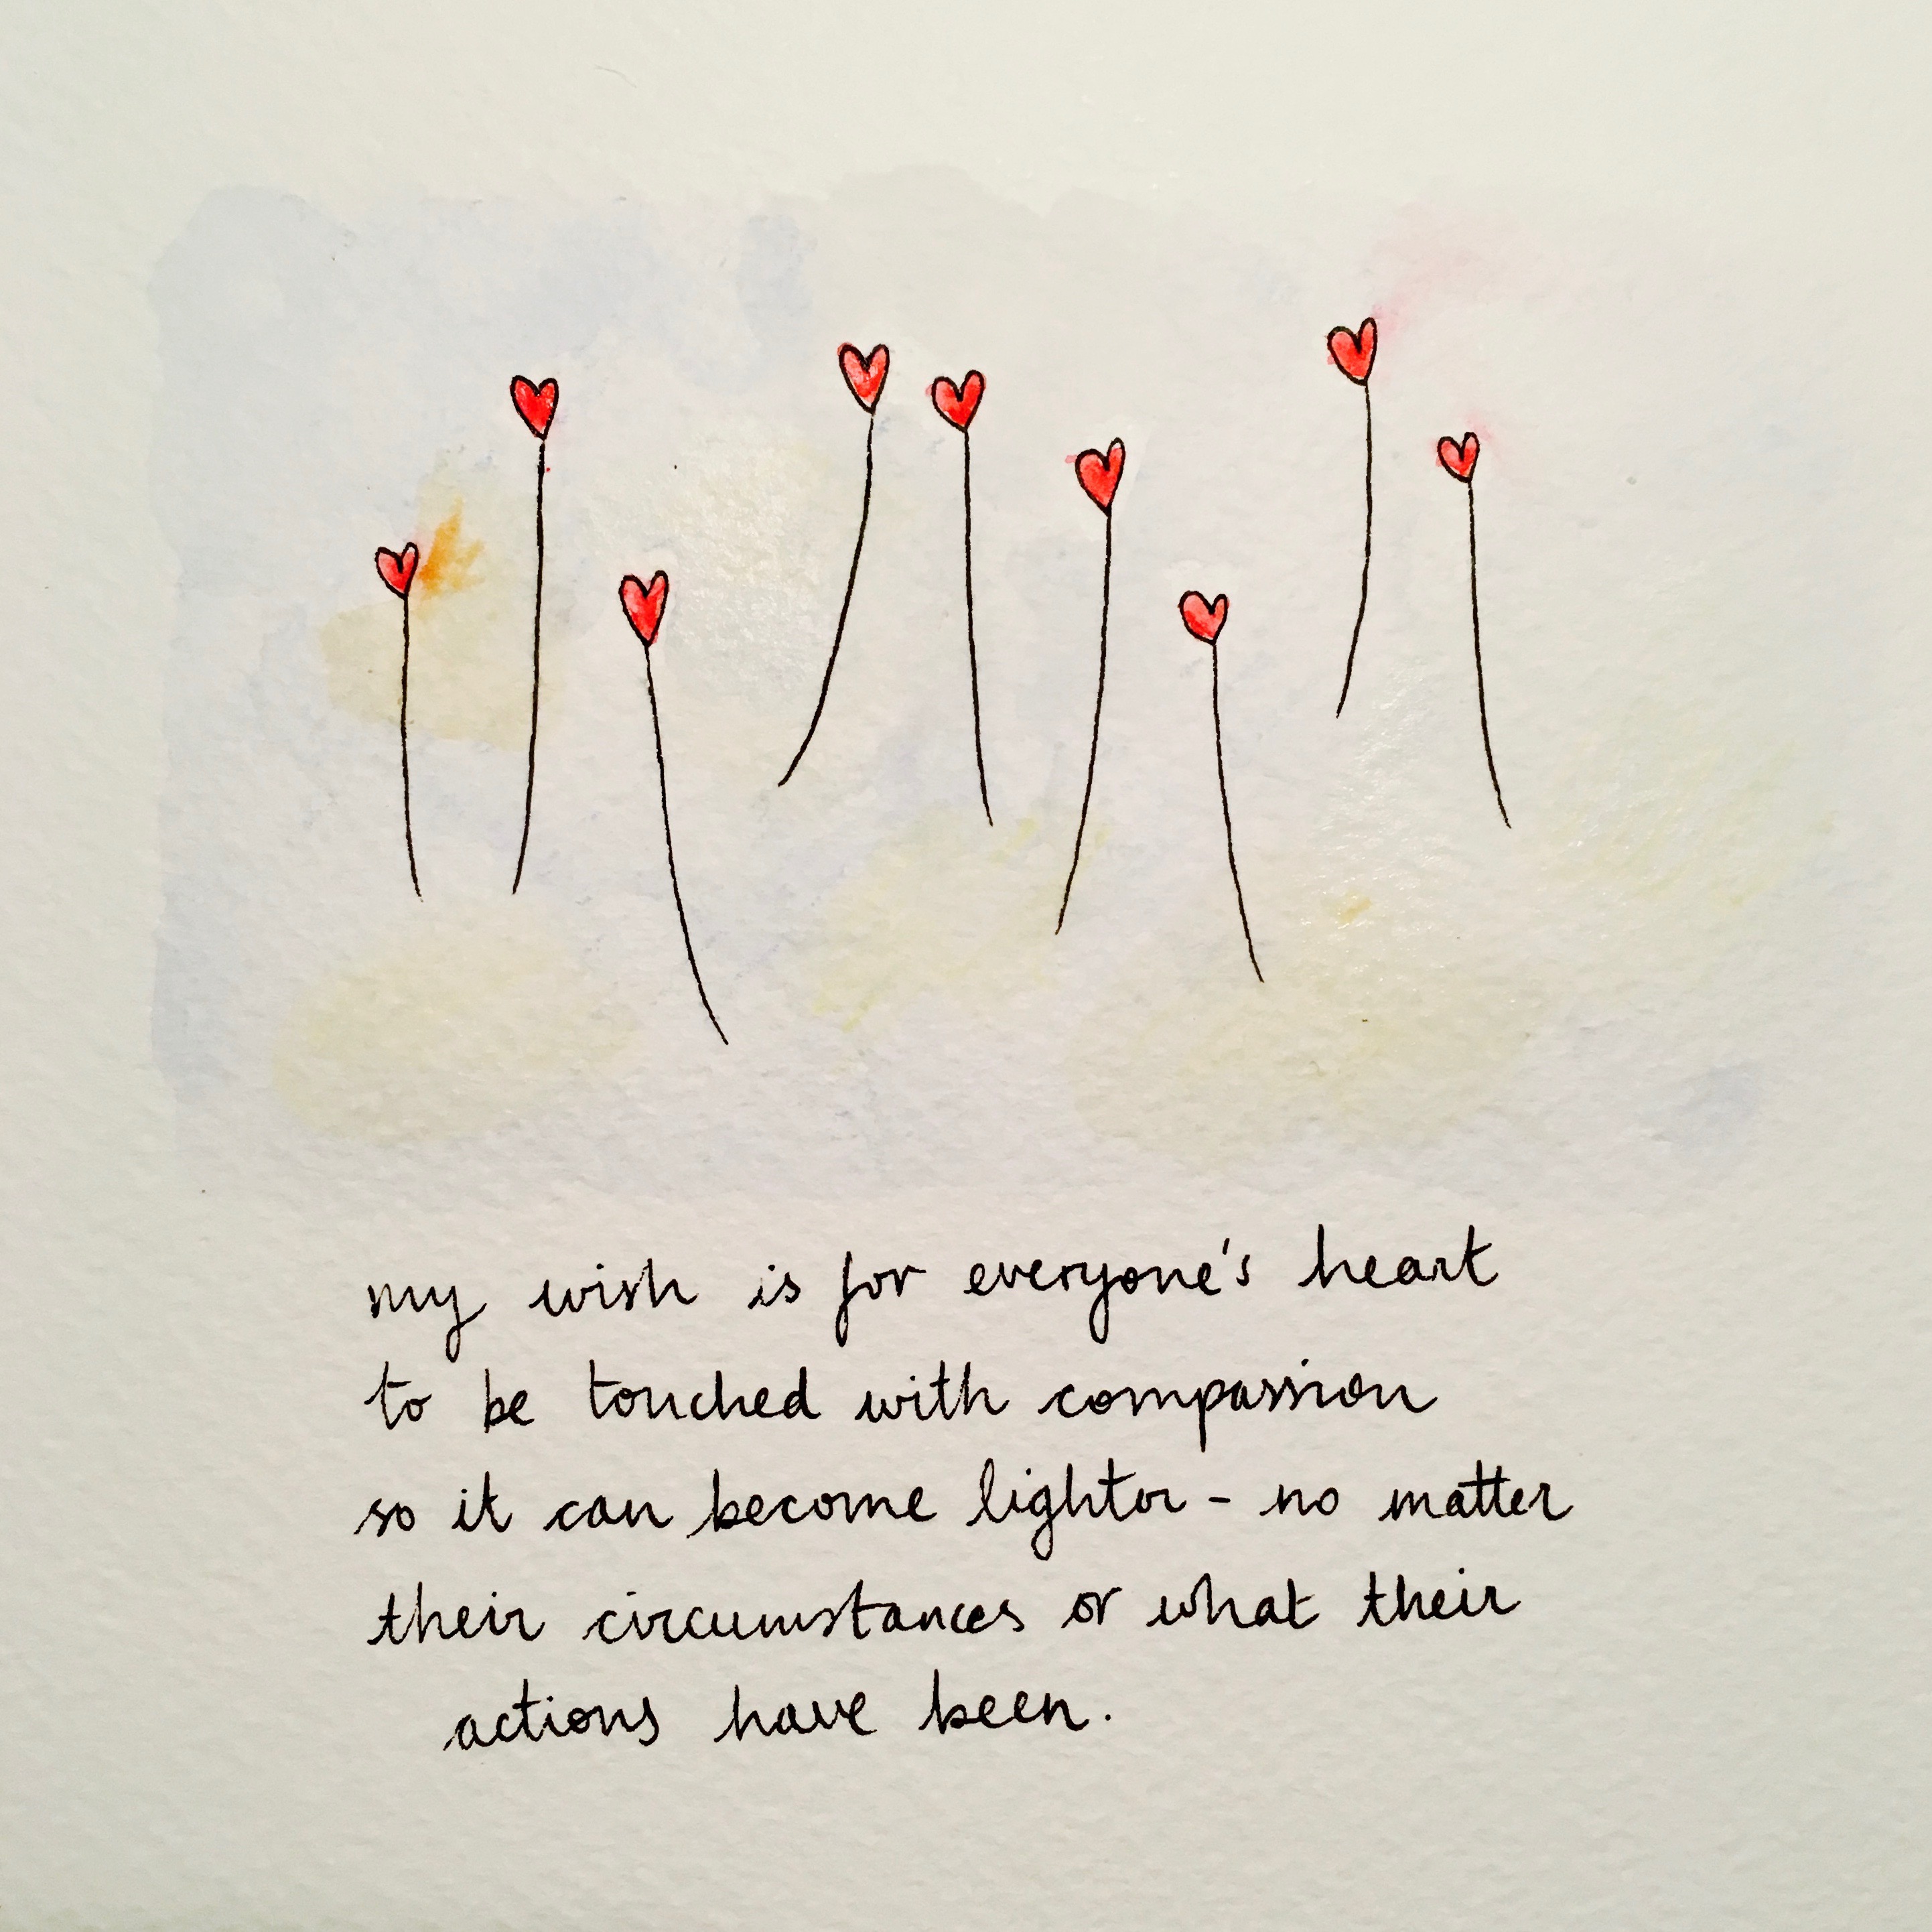 my wish is for everyone's heart
to be touched with compassion
so it can become lighter - no matter
their circumstances or what their
actions have been.